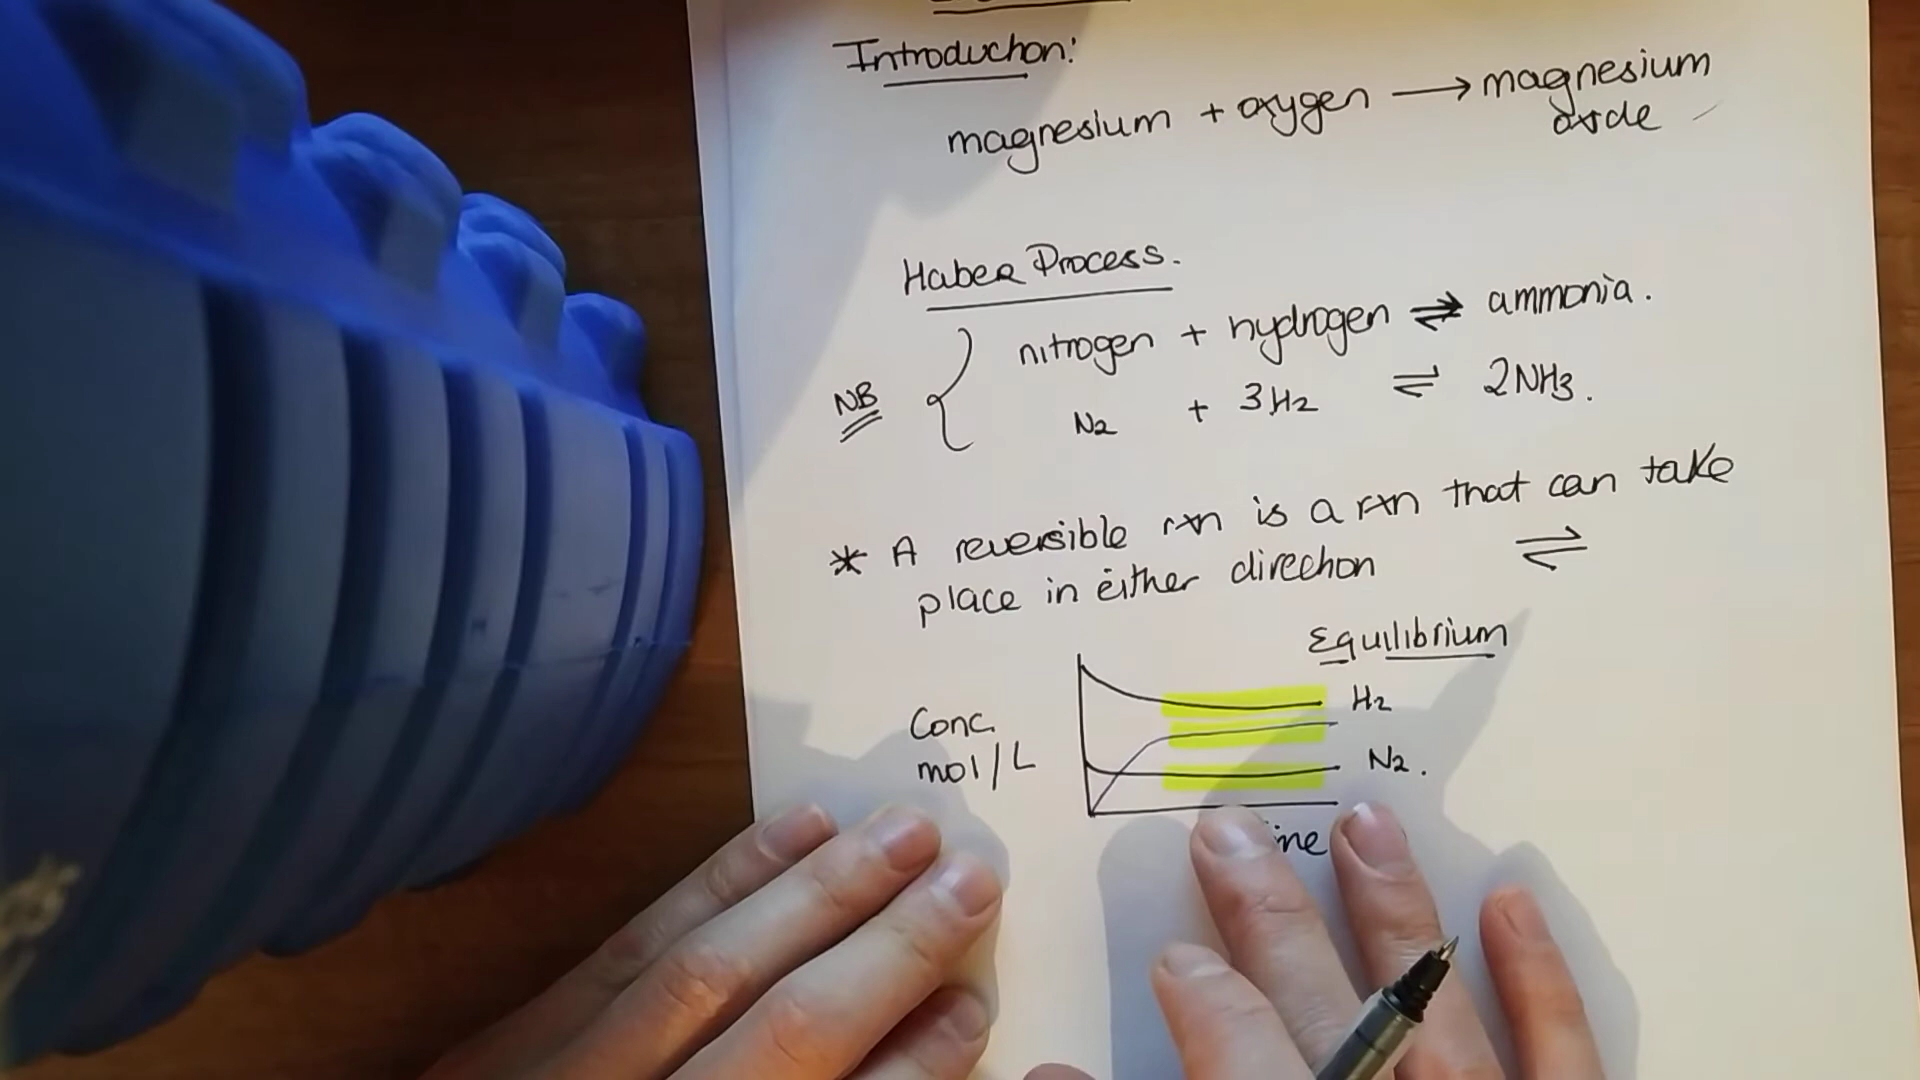 Introduction:
magnesium + oxygen → magnesium
oxide
Haber Process.
nitrogen + hydrogen ⇌ ammonia.
NB
N2 + 3H2 ⇌ 2NH3.
* A reversible rxn is a rxn that can take
place in either direction ⇌
Equilibrium
H2
Conc.
mol/L
N2.